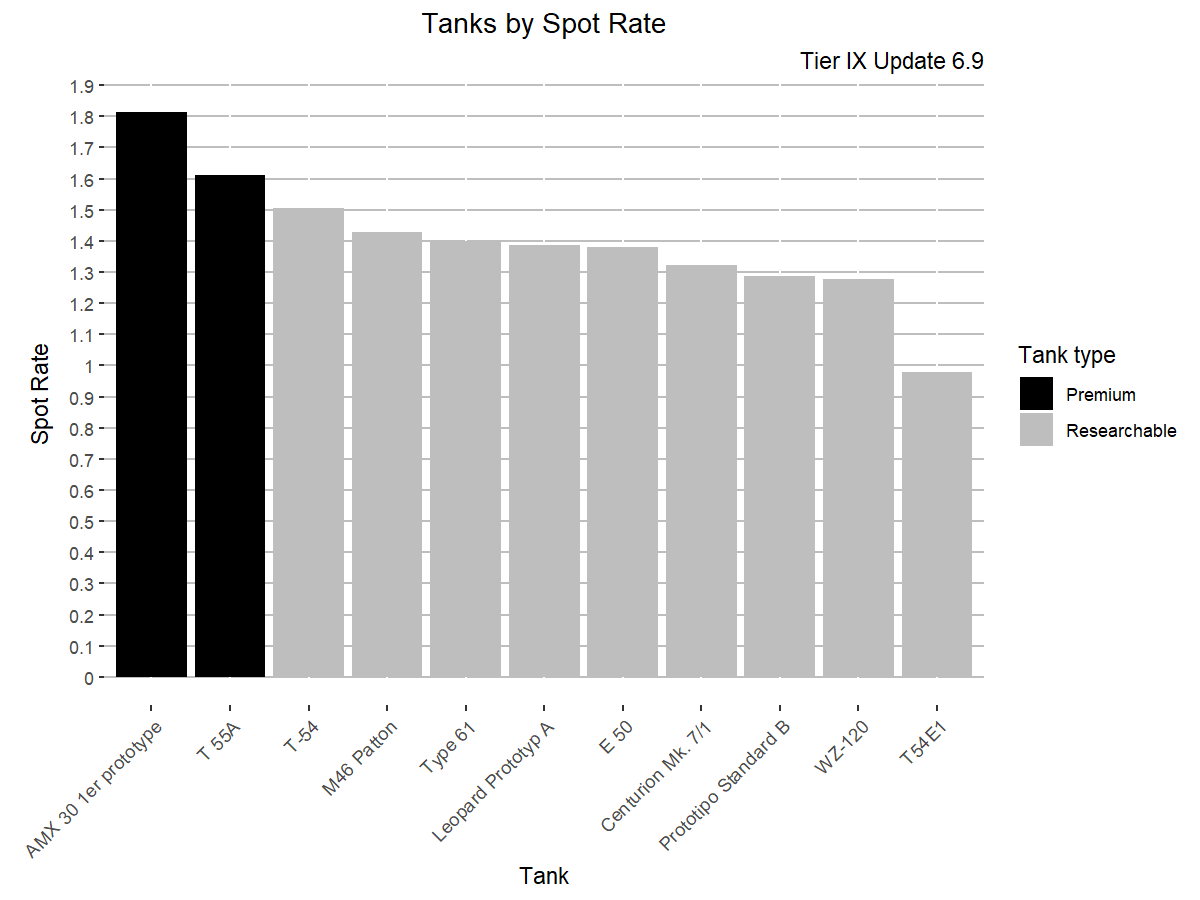 Tanks by Spot Rate
Tier IX Update 6.9
1.9
1.8
1.7
1.6
1.5
1.4
1.3
1.2
1.1
1
0.9
0.8
0.7
0.6
0.5
0.4
0.3
0.2
0.1
0
Spot Rate
AMX 30 1er prototype
T 55A
T-54
M46 Patton
Type 61
Leopard Prototyp A
E 50
Centurion Mk. 7/1
Prototipo Standard B
WZ-120
T54E1
Tank
Tank type
Premium
Researchable